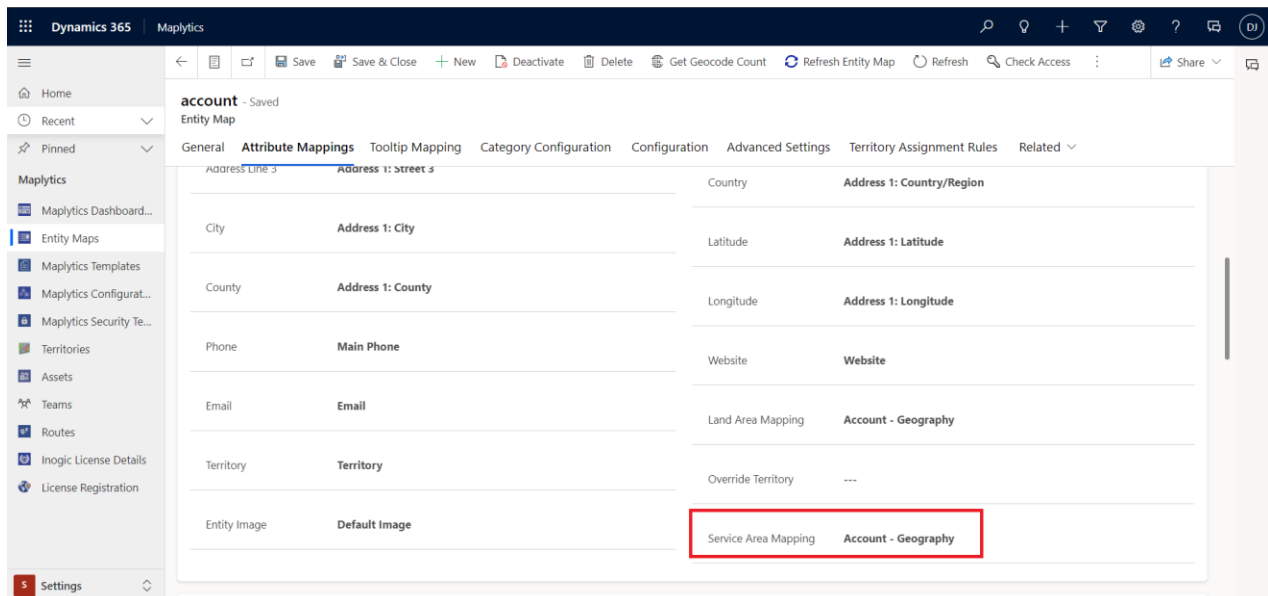 Dynamics 365 Maplytics DJ
Save Save & Close New Deactivate Delete Get Geocode Count Refresh Entity Map Refresh Check Access Share
Home
Recent
Pinned
Maplytics
Maplytics Dashboard...
Entity Maps
Maplytics Templates
Maplytics Configurat...
Maplytics Security Te...
Territories
Assets
Teams
Routes
Inogic License Details
License Registration
S Settings
account - Saved
Entity Map
General Attribute Mappings Tooltip Mapping Category Configuration Configuration Advanced Settings Territory Assignment Rules Related
Address Line 3 Address 1: Street 3
City Address 1: City
County Address 1: County
Phone Main Phone
Email Email
Territory Territory
Entity Image Default Image
Country Address 1: Country/Region
Latitude Address 1: Latitude
Longitude Address 1: Longitude
Website Website
Land Area Mapping Account - Geography
Override Territory ---
Service Area Mapping Account - Geography